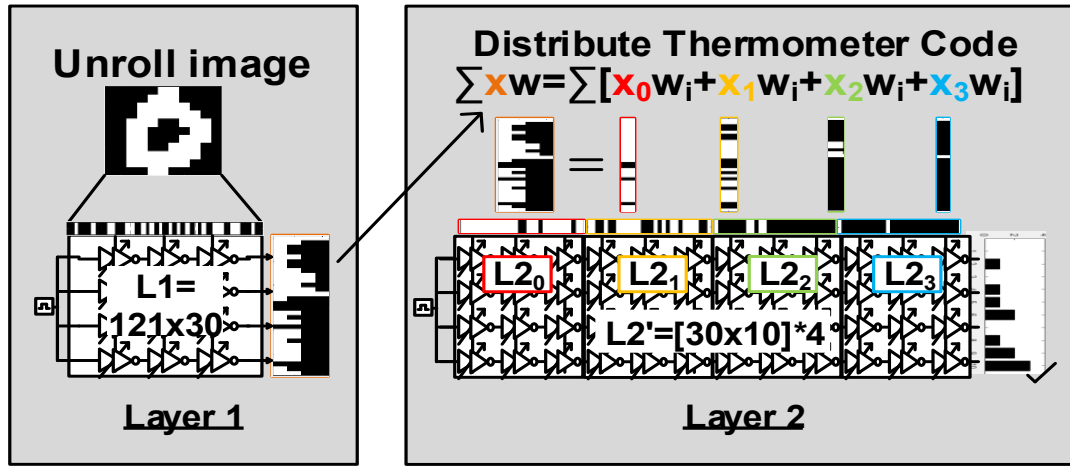 Unroll image
L1=
121x30
Layer 1
Distribute Thermometer Code
∑xw=∑[x₀wᵢ+x₁wᵢ+x₂wᵢ+x₃wᵢ]
=
L2₀
L2₁
L2₂
L2₃
L2'=[30x10]*4
Layer 2